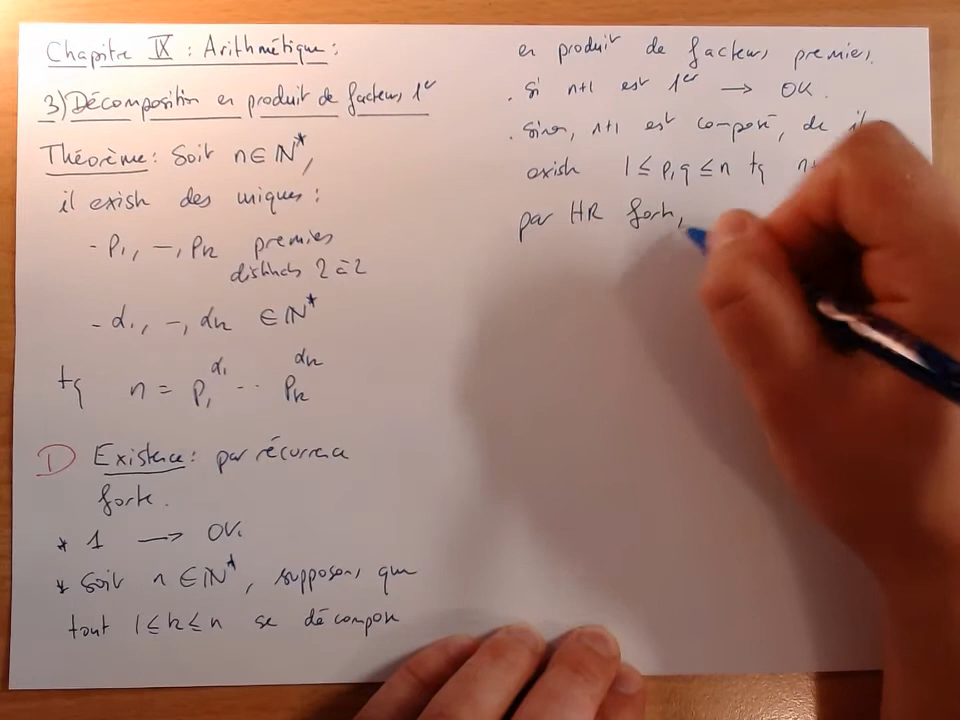 Chapitre IX : Arithmétique :
3) Décomposition en produit de facteurs 1er
Théorème : Soit n ∈ ℕ*,
il existe des uniques :
- p₁, —, pₖ premiers
distincts 2 à 2
- α₁, —, αₖ ∈ ℕ*
tq n = p₁^α₁ ... pₖ^αₖ
D Existence : par récurrence
forte.
* 1 → OK.
* Soit n ∈ ℕ*, supposons que
tout 1 ≤ k ≤ n se décompose
en produit de facteurs premiers.
. Si n+1 est 1er → OK.
. Sinon, n+1 est composé, dc il
existe 1 ≤ p, q ≤ n tq n+
par HR forte,